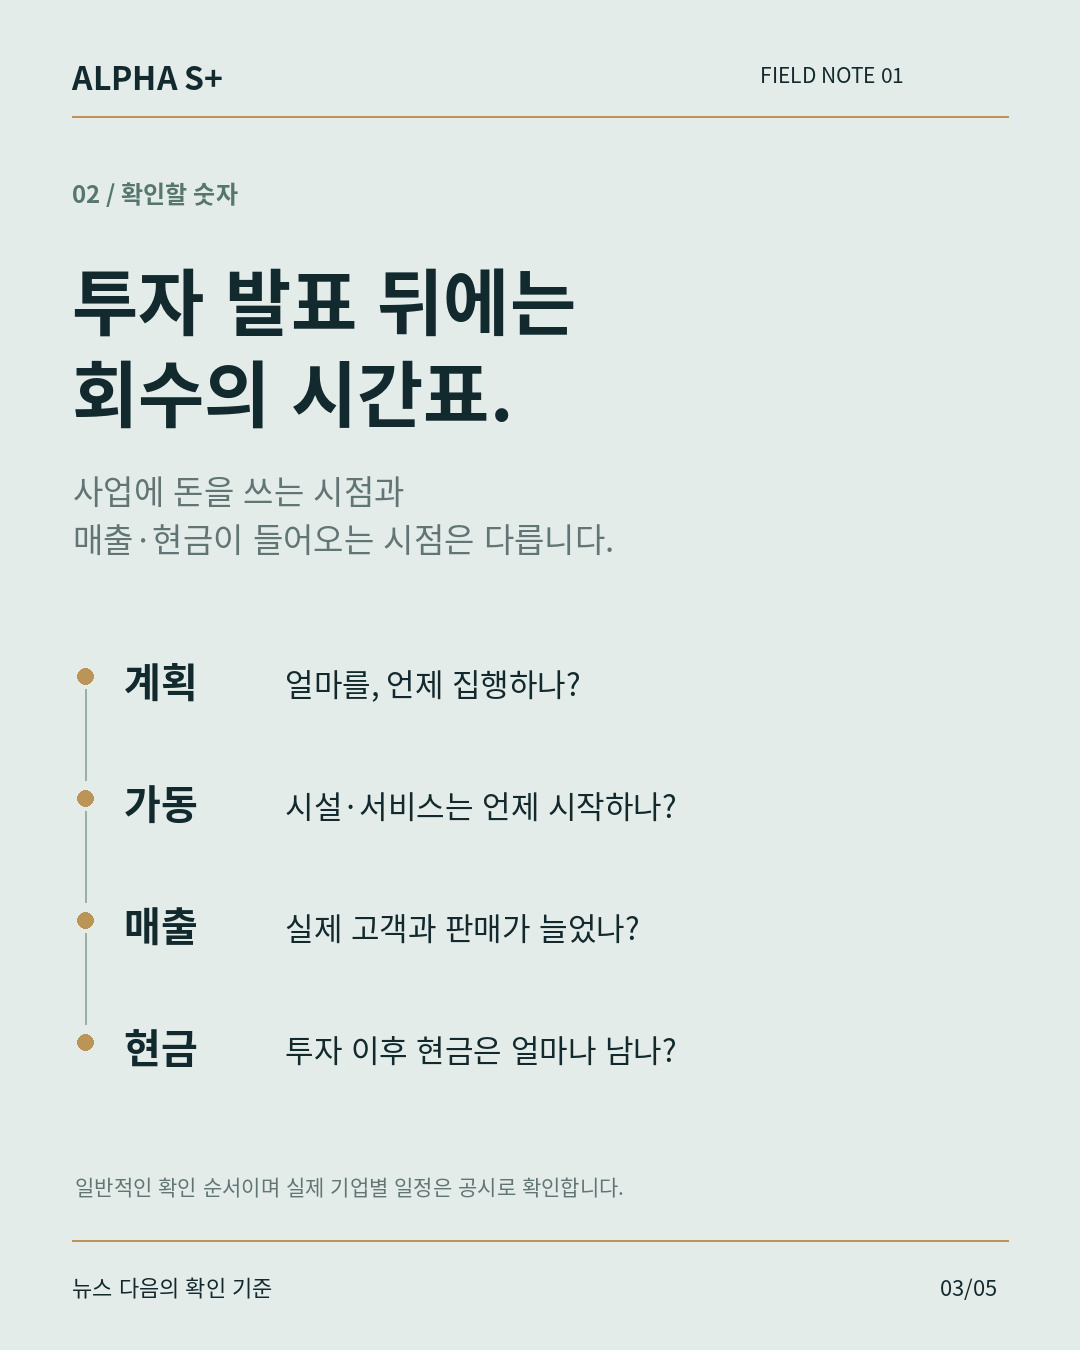 ALPHA S+
FIELD NOTE 01
02 / 확인할 숫자
투자 발표 뒤에는
회수의 시간표.
사업에 돈을 쓰는 시점과
매출·현금이 들어오는 시점은 다릅니다.
계획 얼마를, 언제 집행하나?
가동 시설·서비스는 언제 시작하나?
매출 실제 고객과 판매가 늘었나?
현금 투자 이후 현금은 얼마나 남나?
일반적인 확인 순서이며 실제 기업별 일정은 공시로 확인합니다.
뉴스 다음의 확인 기준
03/05